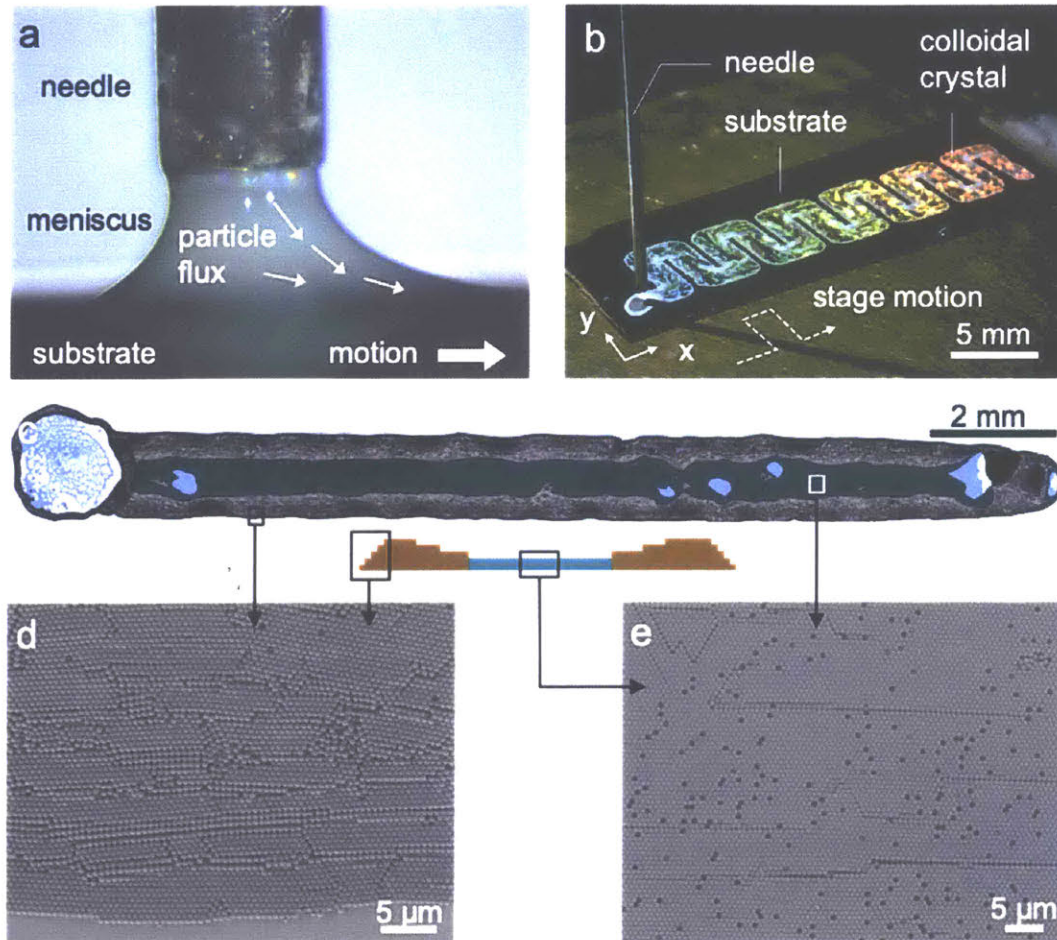 a
needle
meniscus
particle
flux
substrate
motion
b
needle
substrate
colloidal
crystal
stage motion
y
x
5 mm
c
2 mm
d
5 µm
e
5 µm